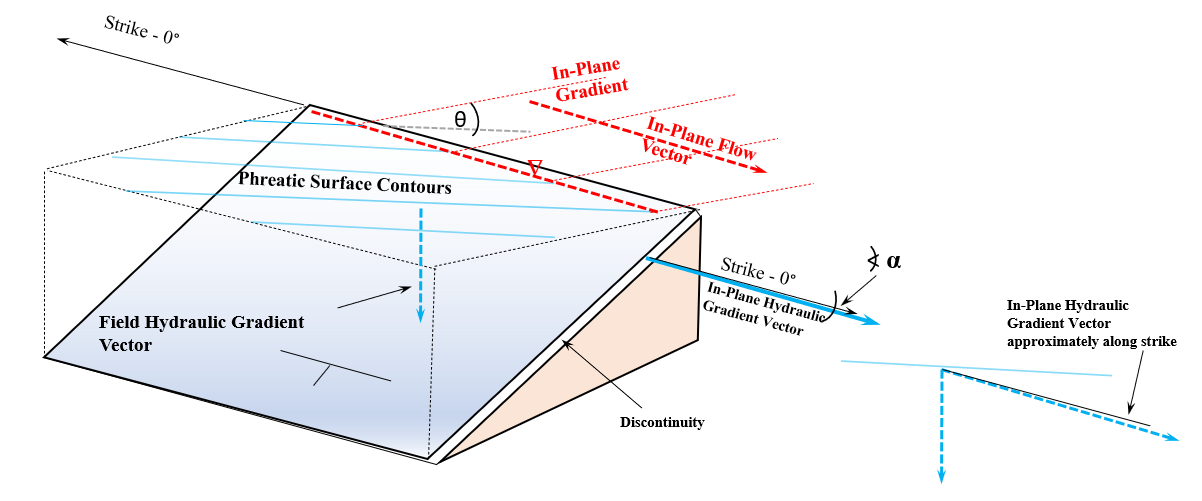 Strike - 0°
In-Plane
Gradient
θ
In-Plane Flow
Vector
Phreatic Surface Contours
Strike - 0°
α
In-Plane Hydraulic
Gradient Vector
In-Plane Hydraulic
Gradient Vector
approximately along strike
Field Hydraulic Gradient
Vector
Discontinuity